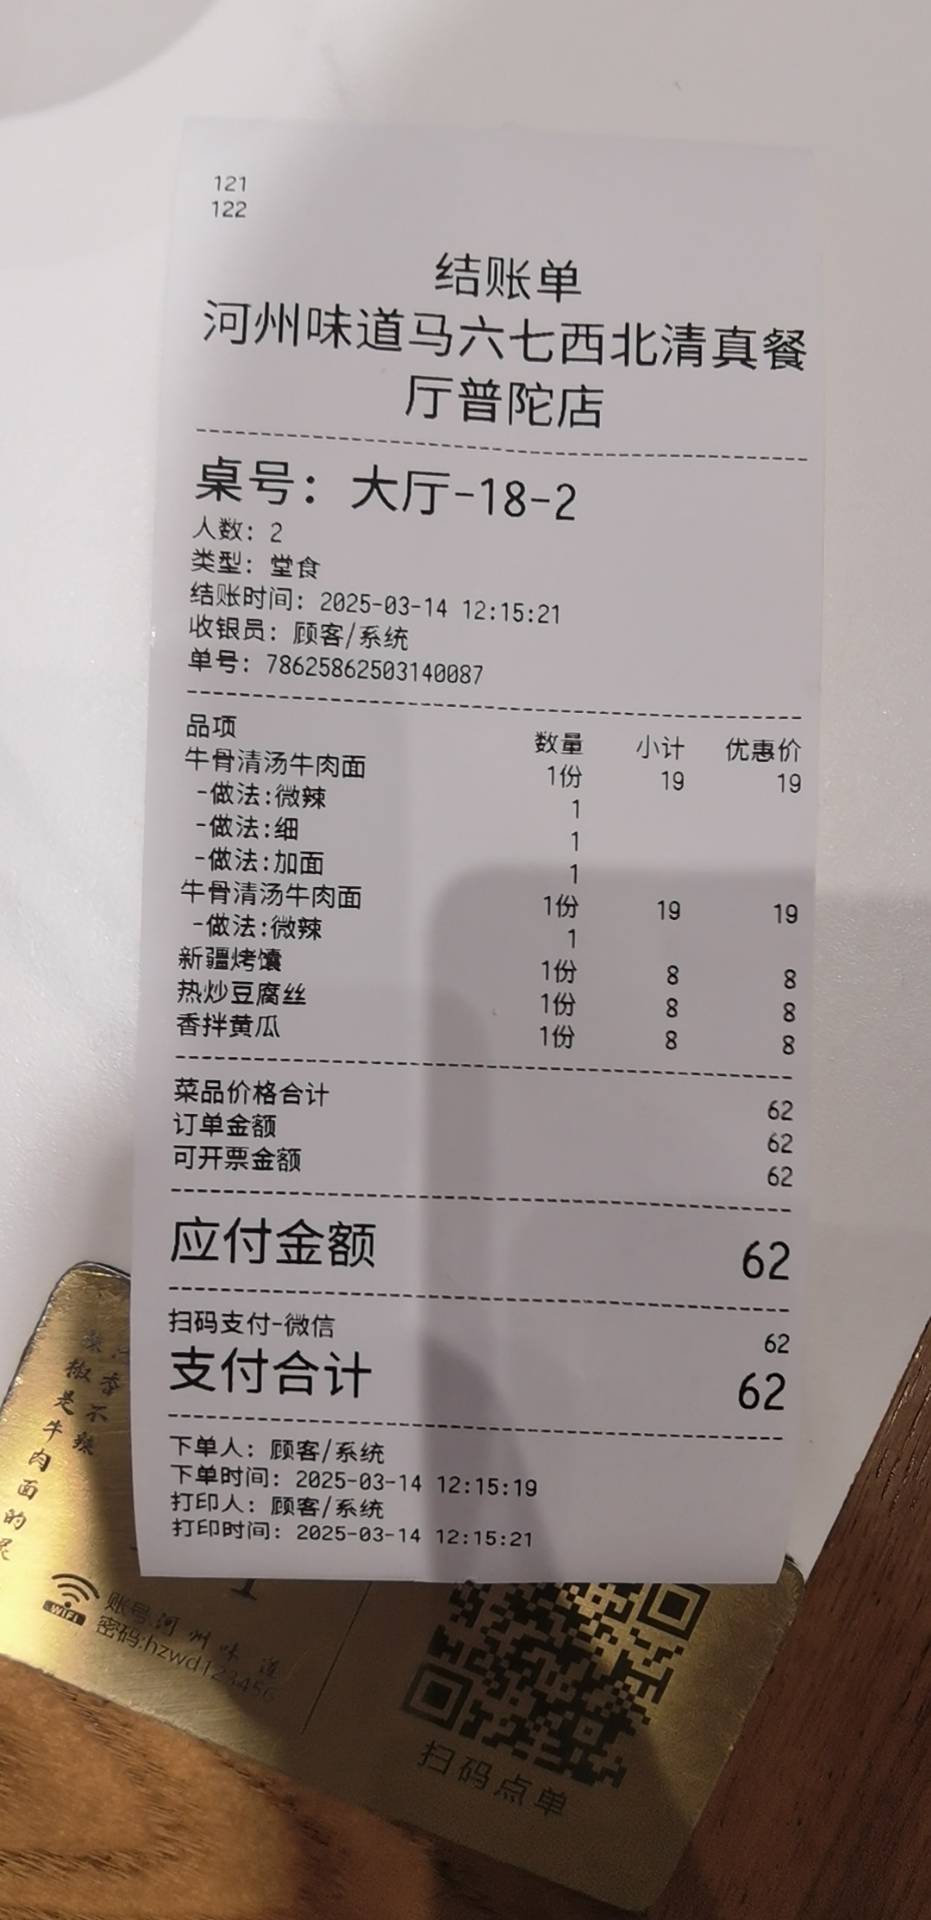 121
122
结账单
河州味道马六七西北清真餐
厅普陀店
桌号：大厅-18-2
人数：2
类型：堂食
结账时间：2025-03-14 12:15:21
收银员：顾客/系统
单号：78625862503140087
品项 数量 小计 优惠价
牛骨清汤牛肉面 1份 19 19
-做法:微辣 1
-做法:细 1
-做法:加面 1
牛骨清汤牛肉面 1份 19 19
-做法:微辣 1
新疆烤馕 1份 8 8
热炒豆腐丝 1份 8 8
香拌黄瓜 1份 8 8
菜品价格合计 62
订单金额 62
可开票金额 62
应付金额 62
扫码支付-微信 62
支付合计 62
下单人：顾客/系统
下单时间：2025-03-14 12:15:19
打印人：顾客/系统
打印时间：2025-03-14 12:15:21
香不辣
椒是牛肉面的
WIFI
账号:河州味道
密码:hzwd123456
扫码点单